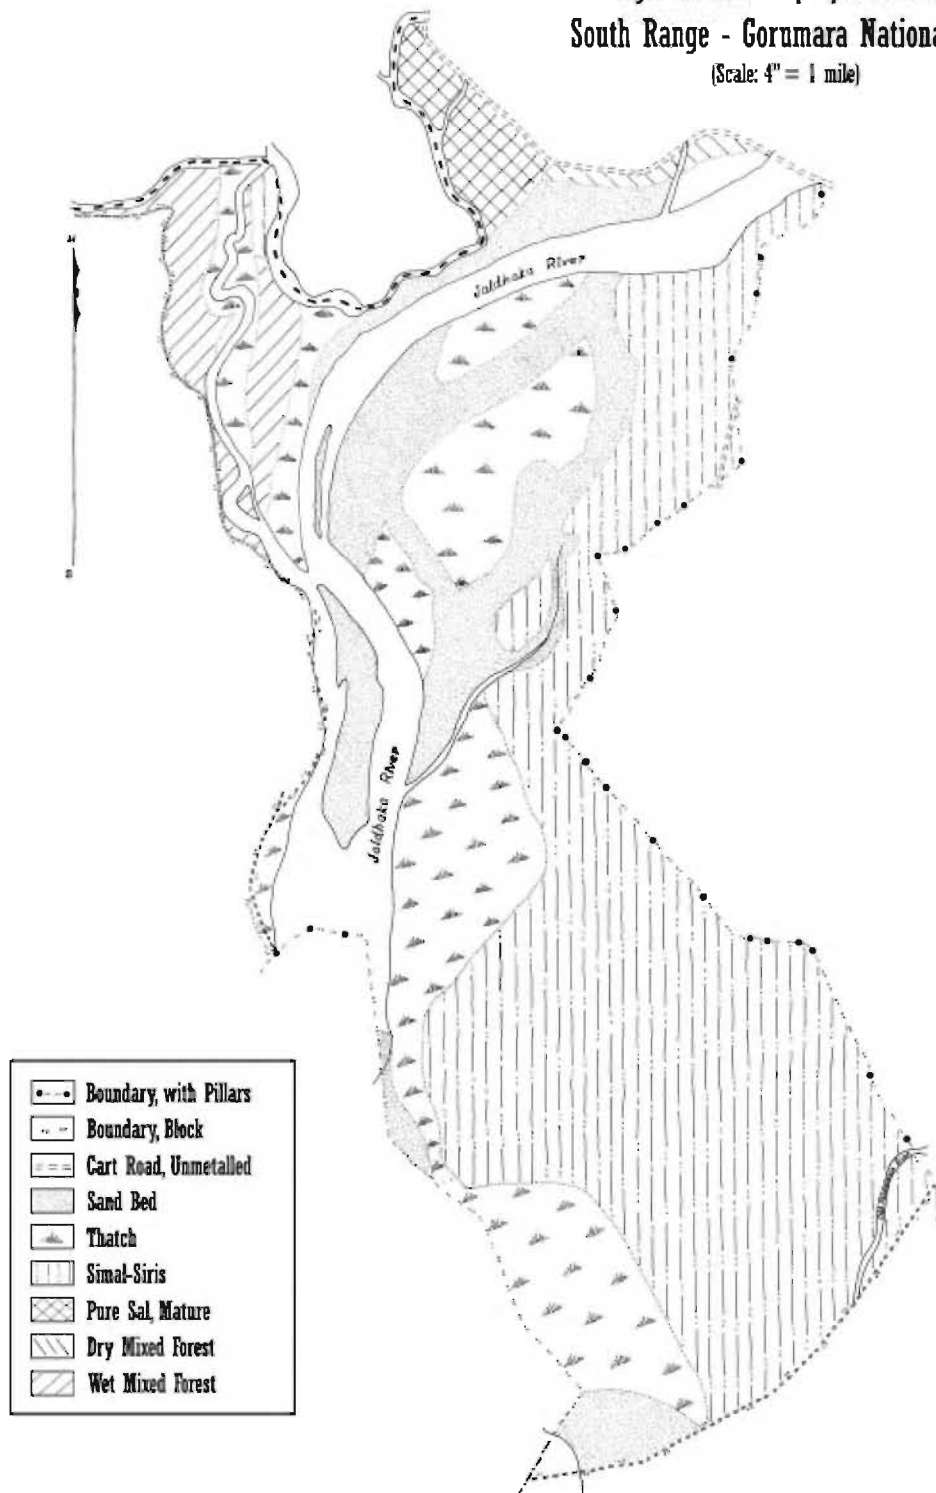 South Range - Gorumara Nationa
(Scale: 4" = 1 mile)
N
Jaldhaka River
S
Jaldhaka River
Boundary, with Pillars
Boundary, Block
Cart Road, Unmetalled
Sand Bed
Thatch
Simal-Siris
Pure Sal, Mature
Dry Mixed Forest
Wet Mixed Forest